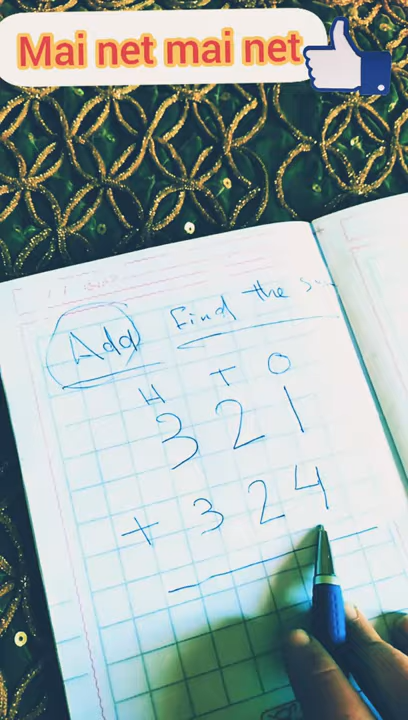 Mai net mai net
Add Find the
H T O
3 2 1
+ 3 2 4